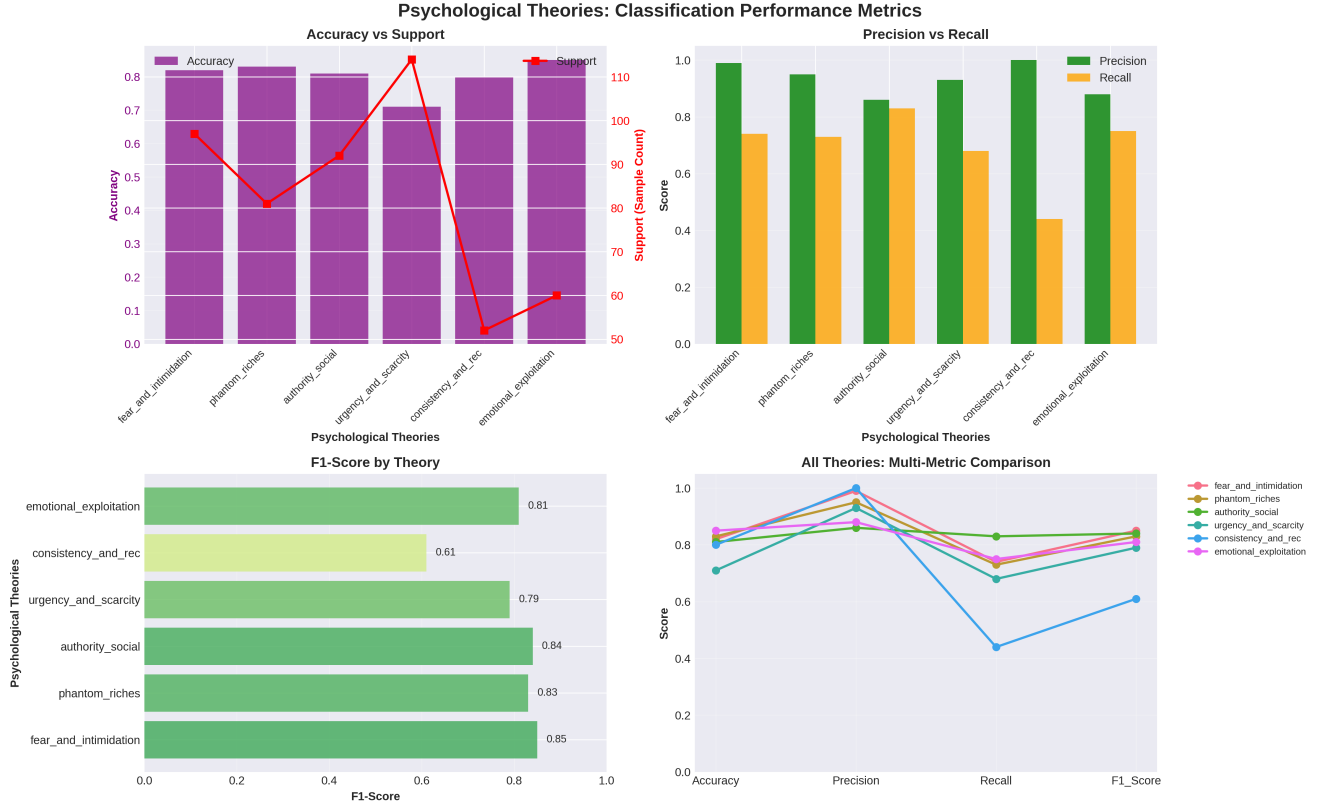 Psychological Theories: Classification Performance Metrics
Accuracy vs Support
Accuracy
Support
Accuracy
0.8
0.7
0.6
0.5
0.4
0.3
0.2
0.1
0.0
110
100
90
80
70
60
50
Support (Sample Count)
fear_and_intimidation
phantom_riches
authority_social
urgency_and_scarcity
consistency_and_rec
emotional_exploitation
Psychological Theories
Precision vs Recall
Precision
Recall
Score
1.0
0.8
0.6
0.4
0.2
0.0
fear_and_intimidation
phantom_riches
authority_social
urgency_and_scarcity
consistency_and_rec
emotional_exploitation
Psychological Theories
F1-Score by Theory
Psychological Theories
emotional_exploitation 0.81
consistency_and_rec 0.61
urgency_and_scarcity 0.79
authority_social 0.84
phantom_riches 0.83
fear_and_intimidation 0.85
0.0 0.2 0.4 0.6 0.8 1.0
F1-Score
All Theories: Multi-Metric Comparison
Score
1.0
0.8
0.6
0.4
0.2
0.0
Accuracy Precision Recall F1_Score
fear_and_intimidation
phantom_riches
authority_social
urgency_and_scarcity
consistency_and_rec
emotional_exploitation